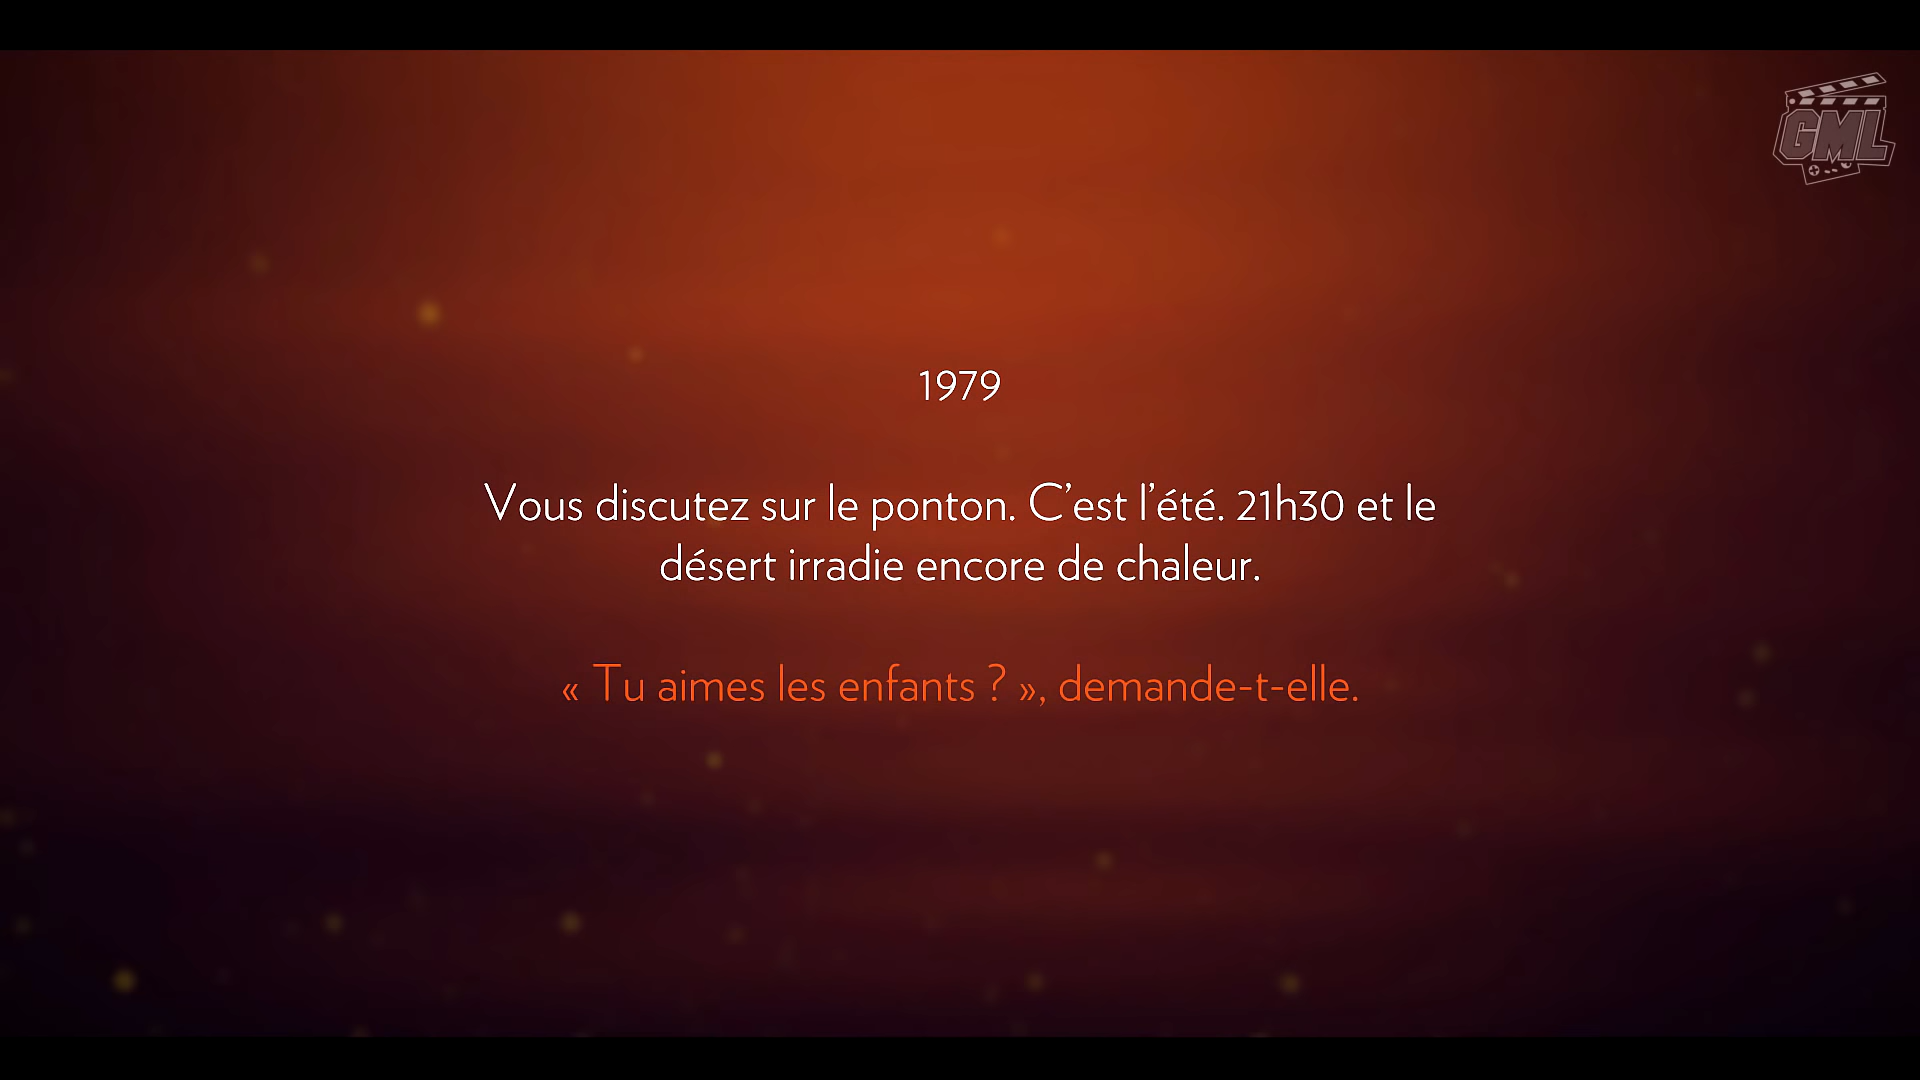 GML
1979
Vous discutez sur le ponton. C’est l’été. 21h30 et le
désert irradie encore de chaleur.
« Tu aimes les enfants ? », demande-t-elle.